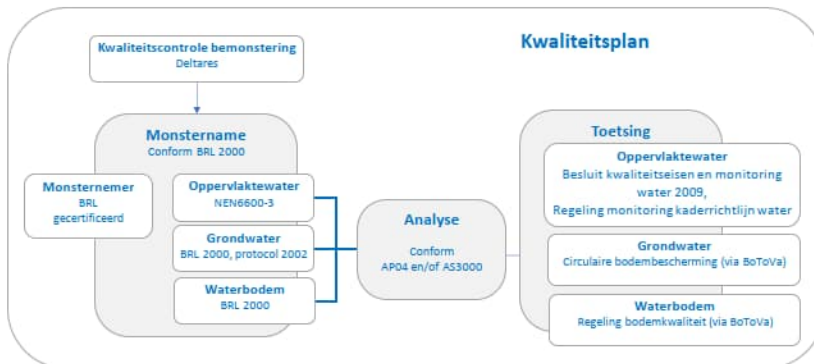 Kwaliteitsplan
Kwaliteitscontrole bemonstering
Deltares
Monstername
Conform BRL 2000
Monsternemer
BRL
gecertificeerd
Oppervlaktewater
NEN6600-3
Grondwater
BRL 2000, protocol 2002
Waterbodem
BRL 2000
Analyse
Conform
AP04 en/of AS3000
Toetsing
Oppervlaktewater
Besluit kwaliteitseisen en monitoring
water 2009,
Regeling monitoring kaderrichtlijn water
Grondwater
Circulaire bodembescherming (via BoToVa)
Waterbodem
Regeling bodemkwaliteit (via BoToVa)